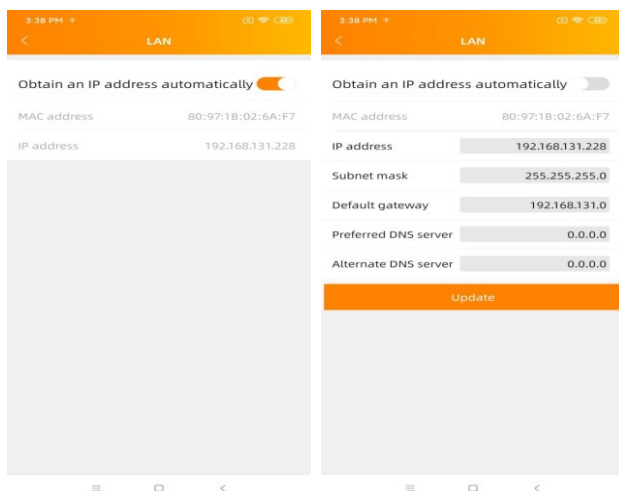 3:38 PM
LAN
Obtain an IP address automatically
MAC address 80:97:1B:02:6A:F7
IP address 192.168.131.228
3:38 PM
LAN
Obtain an IP address automatically
MAC address 80:97:1B:02:6A:F7
IP address 192.168.131.228
Subnet mask 255.255.255.0
Default gateway 192.168.131.0
Preferred DNS server 0.0.0.0
Alternate DNS server 0.0.0.0
Update